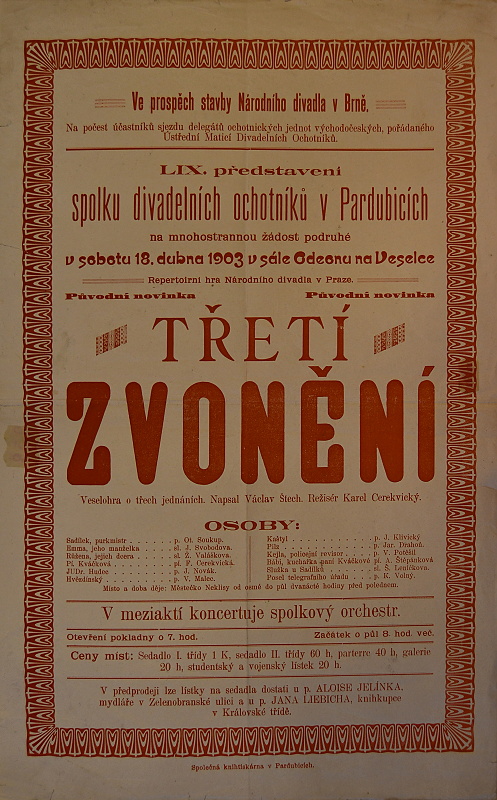 Ve prospěch stavby Národního divadla v Brně.
Na počest účastníků sjezdu delegátů ochotnických jednot východočeských, pořádaného
Ústřední Maticí Divadelních Ochotníků.
LIX. představení
spolku divadelních ochotníků v Pardubicích
na mnohostrannou žádost podruhé
v sobotu 18. dubna 1903 v sále Odeonu na Veselce
Repertoirní hra Národního divadla v Praze.
Původní novinka Původní novinka
TŘETÍ
ZVONĚNÍ
Veselohra o třech jednáních. Napsal Václav Štech. Režisér Karel Cerekvický.
OSOBY:
Sadílek, purkmistr . . . . . . p. Ot. Soukup.
Emma, jeho manželka . . . . . sl. J. Svobodova.
Růžena, jejich dcera . . . . . sl. Ž. Valášková.
Pí. Kváčková . . . . . pí. F. Cerekvická.
JUDr. Hudec . . . . . p. J. Novák.
Hvězdínský . . . . . p. V. Malec.
Kaštyl . . . . . p. J. Klivický
Pilz . . . . . p. Jar. Drahoň.
Kejla, policejní revisor . . . . p. V. Potěšil
Bábi, kuchařka paní Kváčkové pí. A. Štěpánková
Služka u Sadílků . . . . . sl. Š. Leničkova.
Posel telegrafního úřadu . . . p. K. Volný.
Místo a doba děje: Městečko Neklisy od osmé do půl dvanácté hodiny před polednem.
V meziaktí koncertuje spolkový orchestr.
Otevření pokladny o 7. hod. Začátek o půl 8. hod. več.
Ceny míst: Sedadlo I. třídy 1 K, sedadlo II. třídy 60 h, parterre 40 h, galerie
20 h, studentský a vojenský lístek 20 h.
V předprodeji lze lístky na sedadla dostati u p. ALOISE JELÍNKA,
mydláře v Zelenobranské ulici a u p. JANA LIEBICHA, knihkupce
v Královské třídě.
Společná knihtiskárna v Pardubicích.